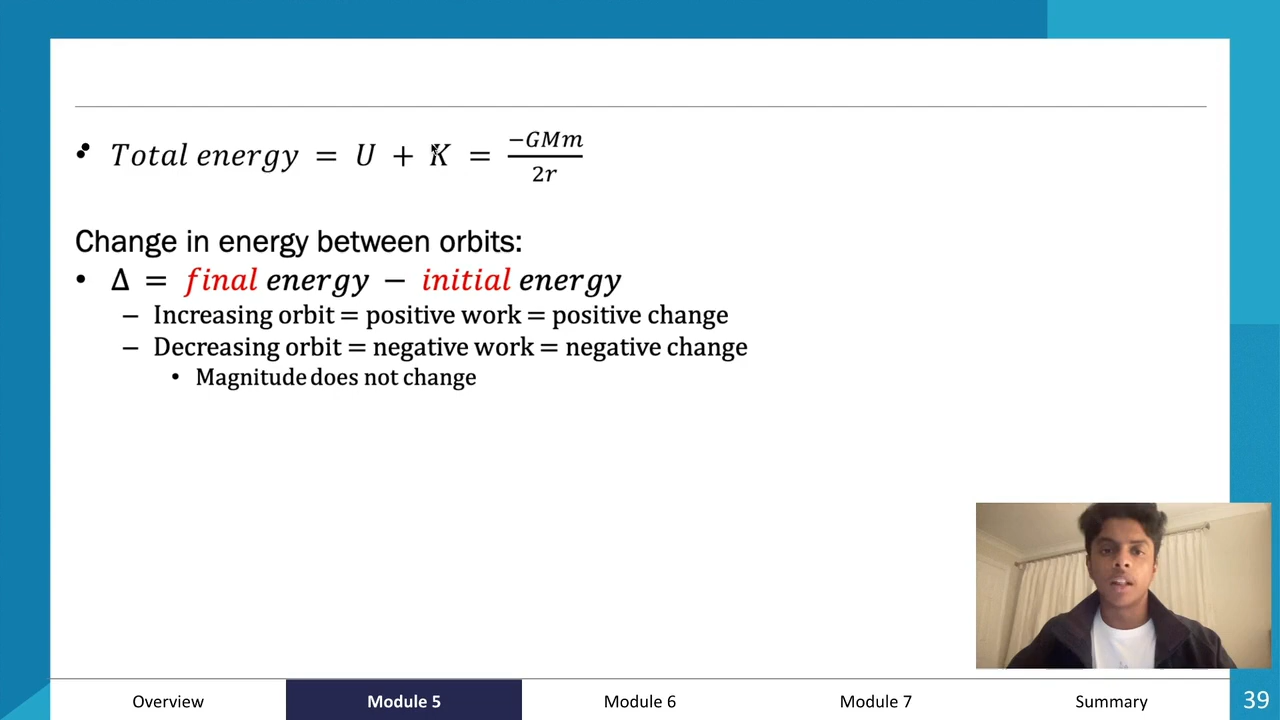 • Total energy = U + K = −GMm / 2r
Change in energy between orbits:
• Δ = final energy − initial energy
– Increasing orbit = positive work = positive change
– Decreasing orbit = negative work = negative change
• Magnitude does not change
Overview Module 5 Module 6 Module 7 Summary 39